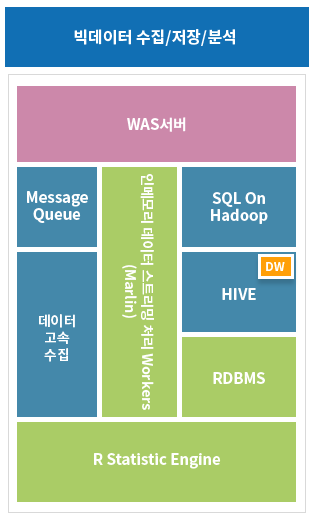 빅데이터 수집/저장/분석
WAS서버
Message
Queue
인메모리 데이터 스트리밍 처리 Workers
(Marlin)
SQL On
Hadoop
데이터
고속
수집
DW
HIVE
RDBMS
R Statistic Engine